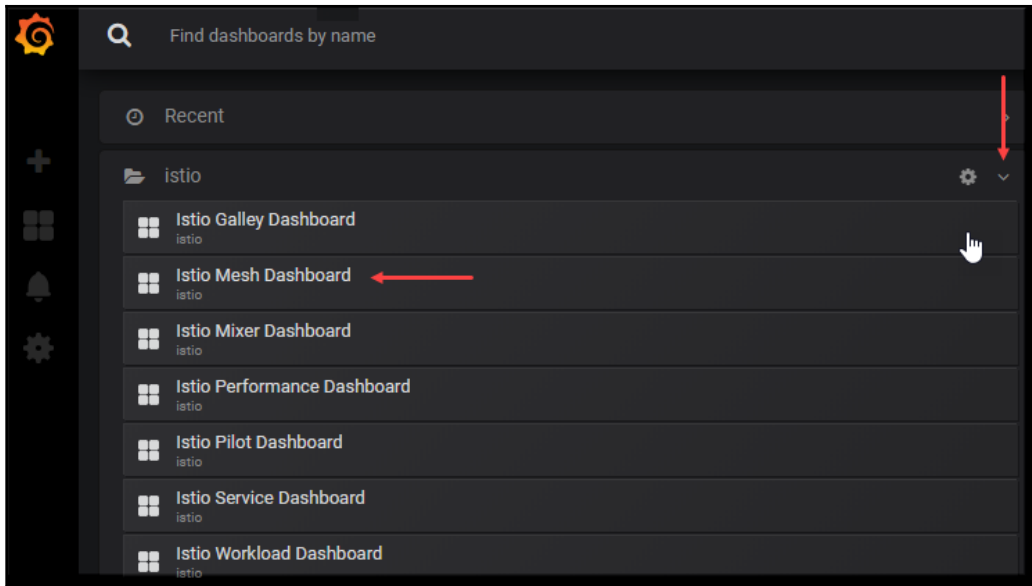 Find dashboards by name
Recent
istio
Istio Galley Dashboard
istio
Istio Mesh Dashboard
istio
Istio Mixer Dashboard
istio
Istio Performance Dashboard
istio
Istio Pilot Dashboard
istio
Istio Service Dashboard
istio
Istio Workload Dashboard
istio